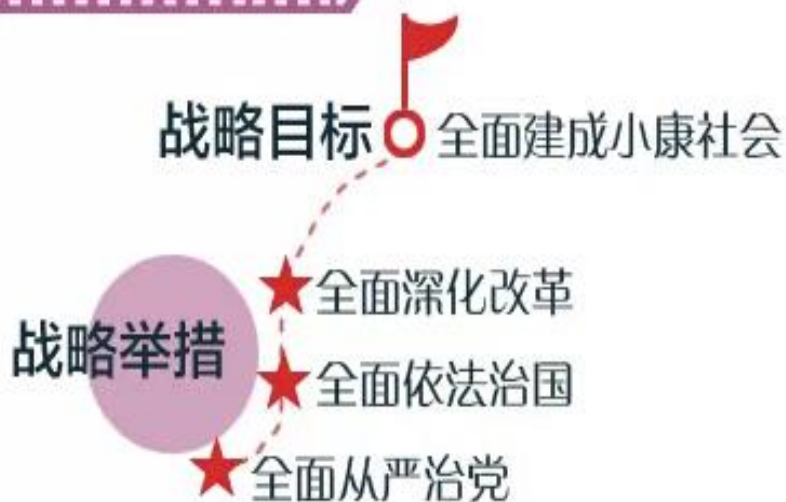 战略目标 全面建成小康社会
全面深化改革
战略举措
全面依法治国
全面从严治党